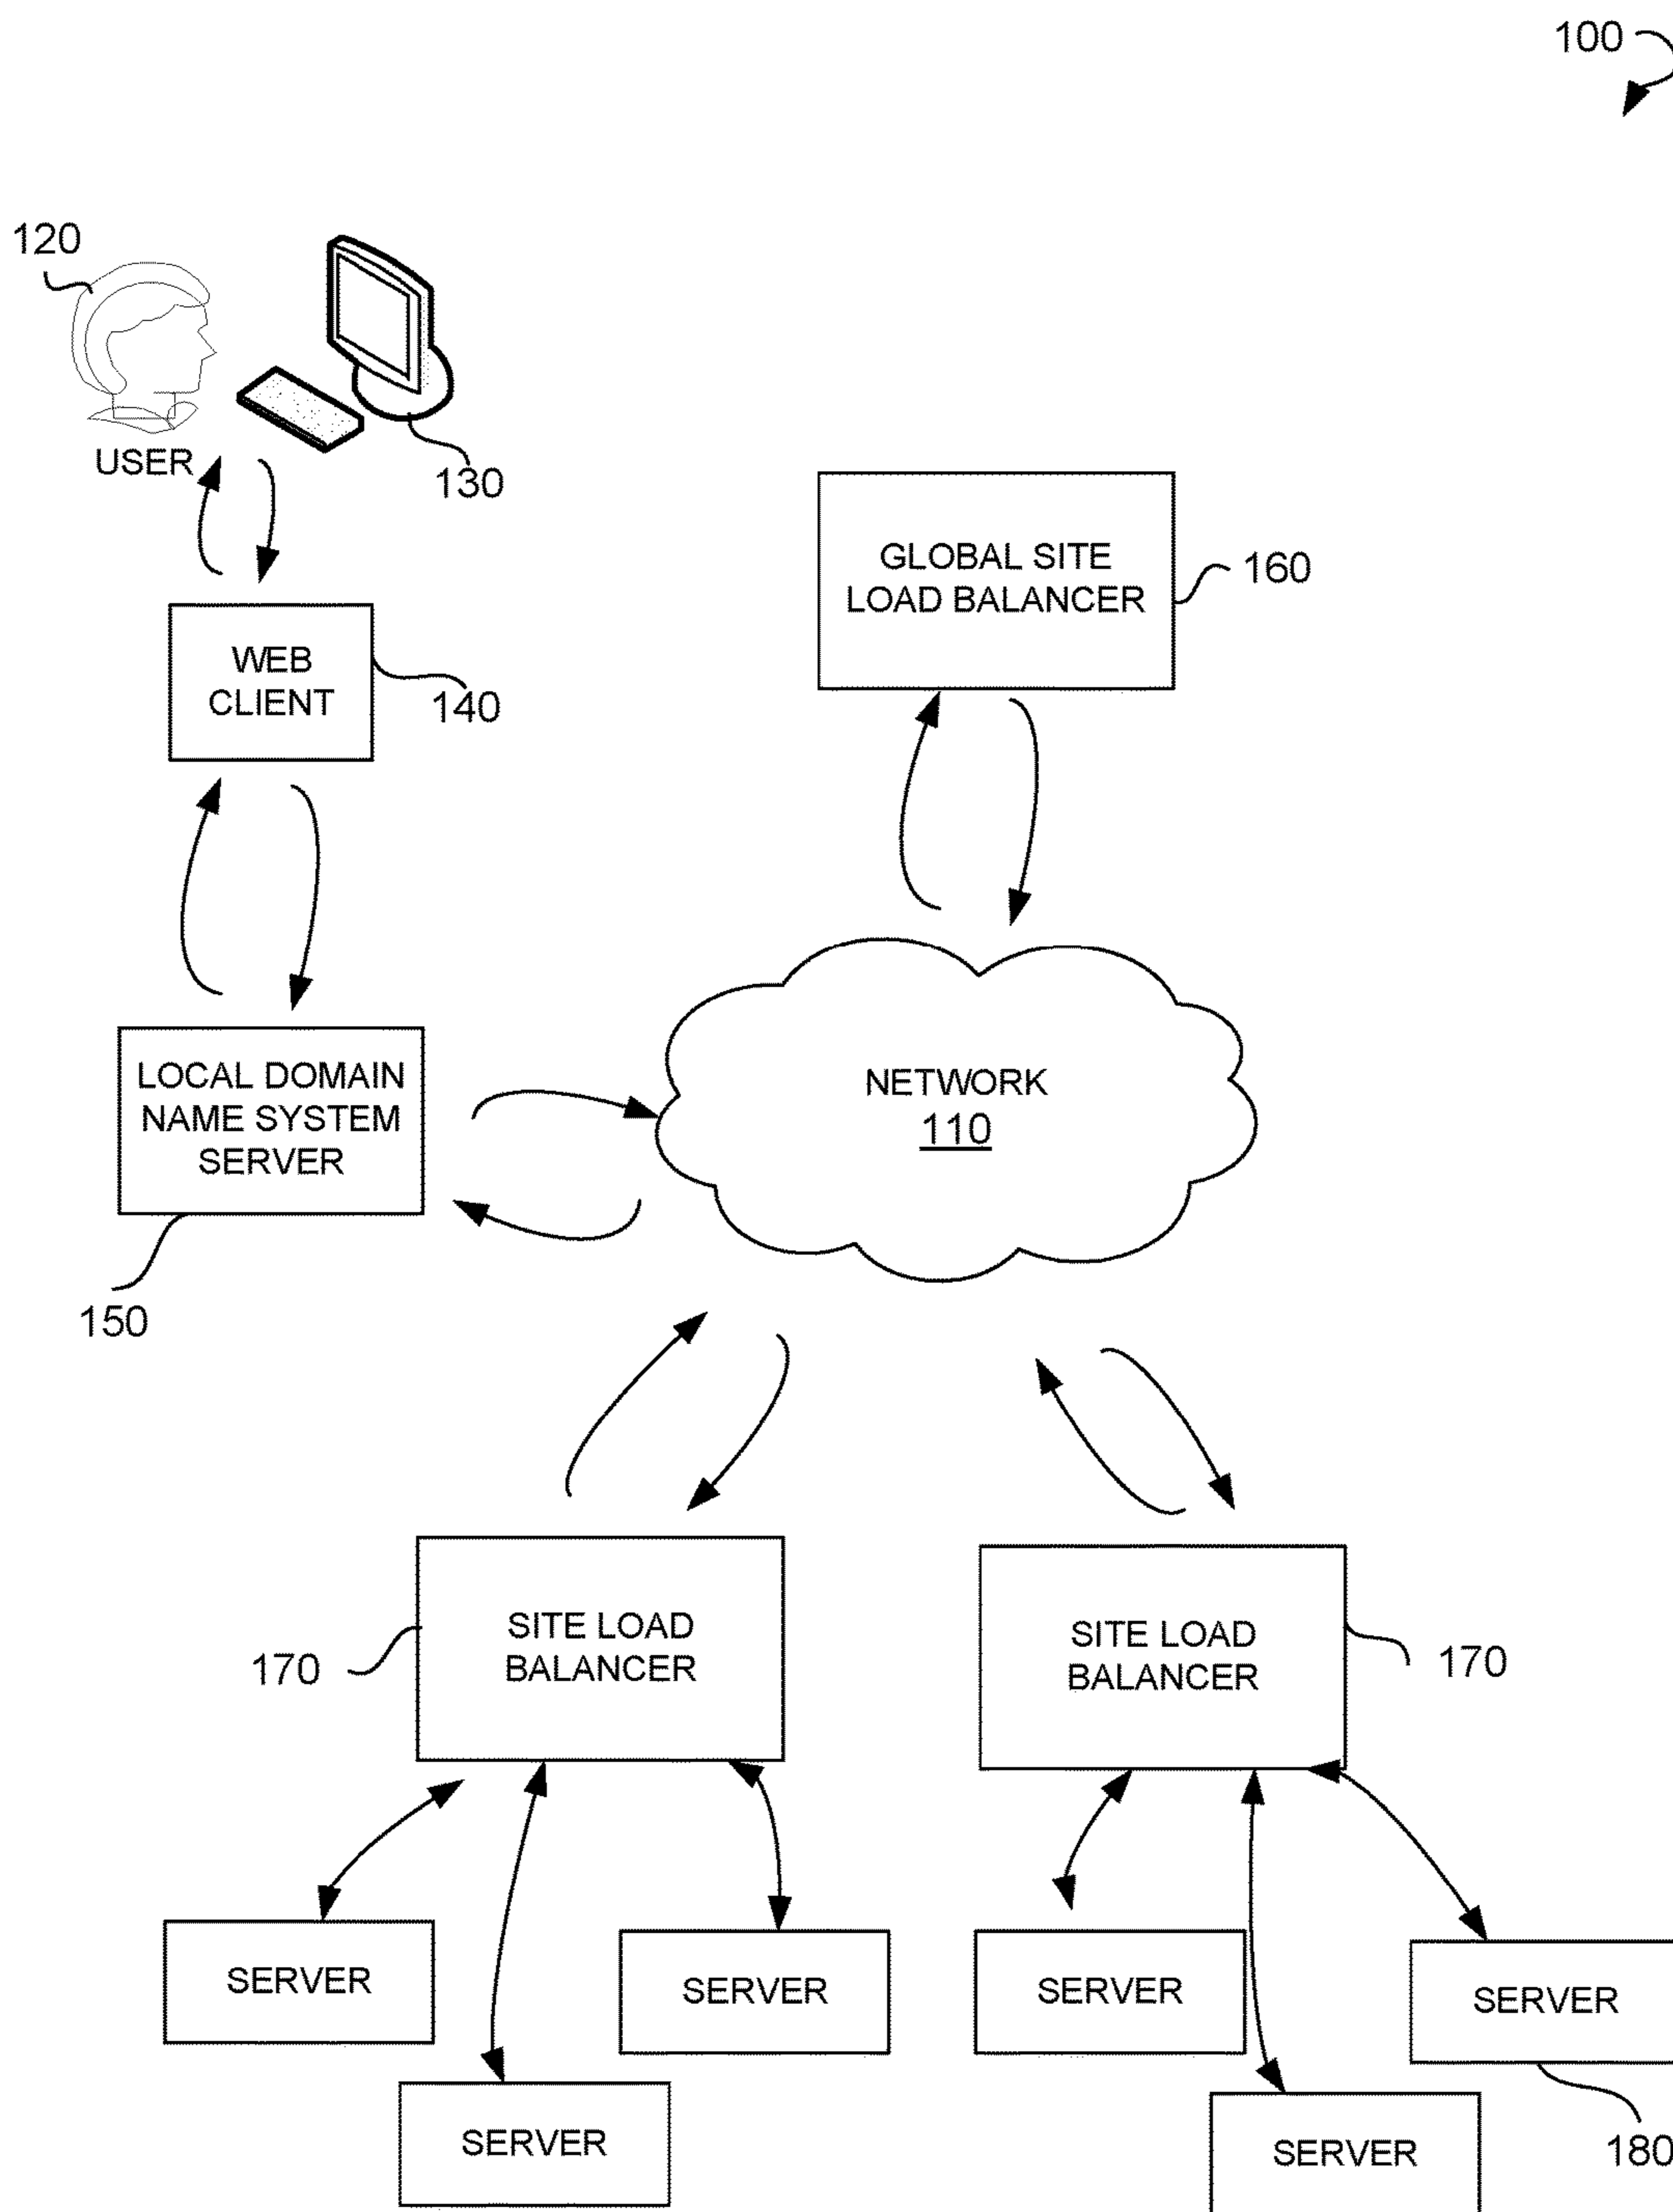 100
120
USER
130
WEB
CLIENT
140
GLOBAL SITE
LOAD BALANCER
160
LOCAL DOMAIN
NAME SYSTEM
SERVER
150
NETWORK
110
SITE LOAD
BALANCER
170
SITE LOAD
BALANCER
170
SERVER
SERVER
SERVER
SERVER
SERVER
SERVER
180